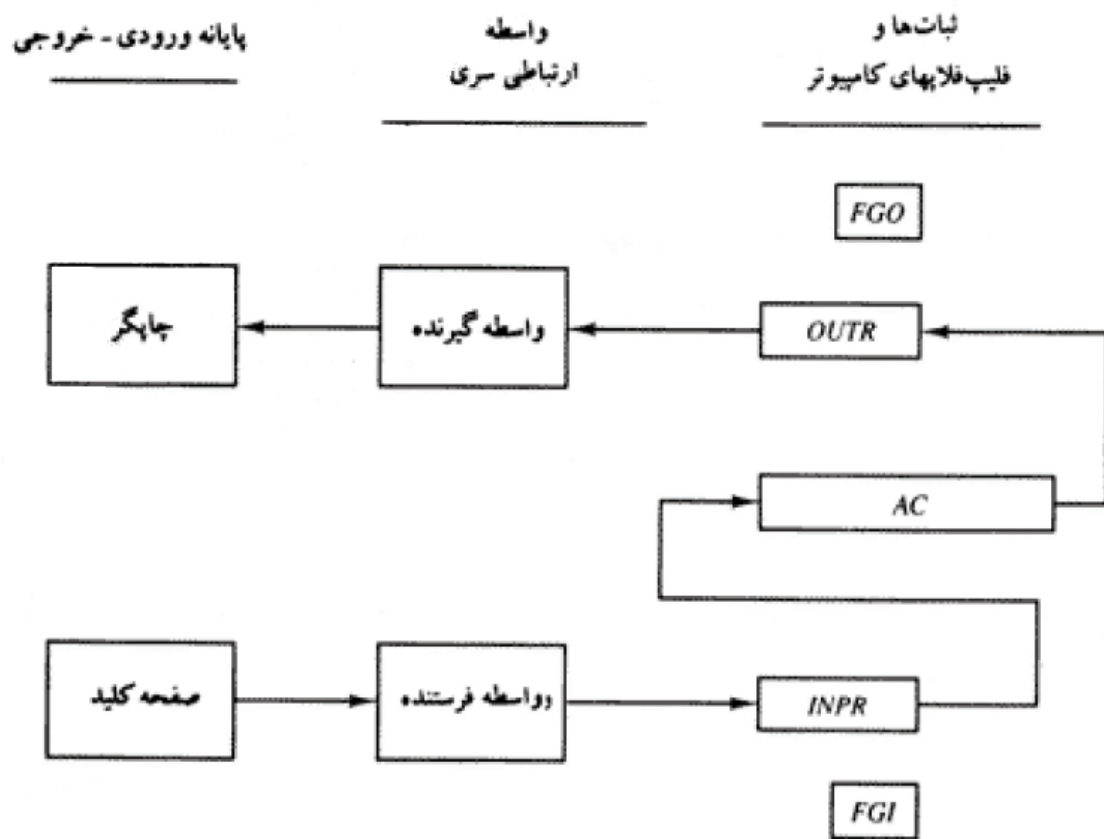 ثبات‌ها و
فلیپ‌فلاپهای کامپیوتر
واسطه
ارتباطی سری
پایانه ورودی - خروجی
FGO
OUTR
واسطه گیرنده
چاپگر
AC
INPR
وواسطه فرستنده
صفحه کلید
FGI